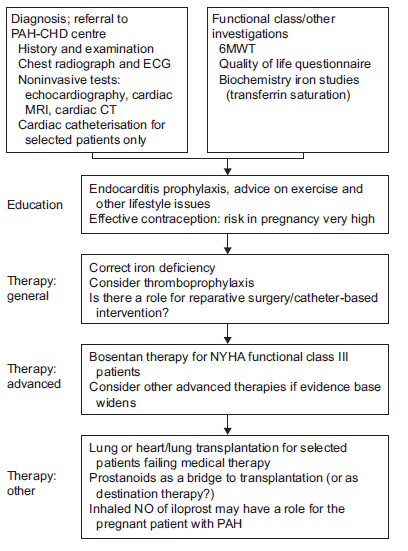 Diagnosis; referral to
PAH-CHD centre
History and examination
Chest radiograph and ECG
Noninvasive tests:
echocardiography, cardiac
MRI, cardiac CT
Cardiac catheterisation for
selected patients only
Functional class/other
investigations
6MWT
Quality of life questionnaire
Biochemistry iron studies
(transferrin saturation)
Education
Endocarditis prophylaxis, advice on exercise and
other lifestyle issues
Effective contraception: risk in pregnancy very high
Therapy:
general
Correct iron deficiency
Consider thromboprophylaxis
Is there a role for reparative surgery/catheter-based
intervention?
Therapy:
advanced
Bosentan therapy for NYHA functional class III
patients
Consider other advanced therapies if evidence base
widens
Therapy:
other
Lung or heart/lung transplantation for selected
patients failing medical therapy
Prostanoids as a bridge to transplantation (or as
destination therapy?)
Inhaled NO of iloprost may have a role for the
pregnant patient with PAH